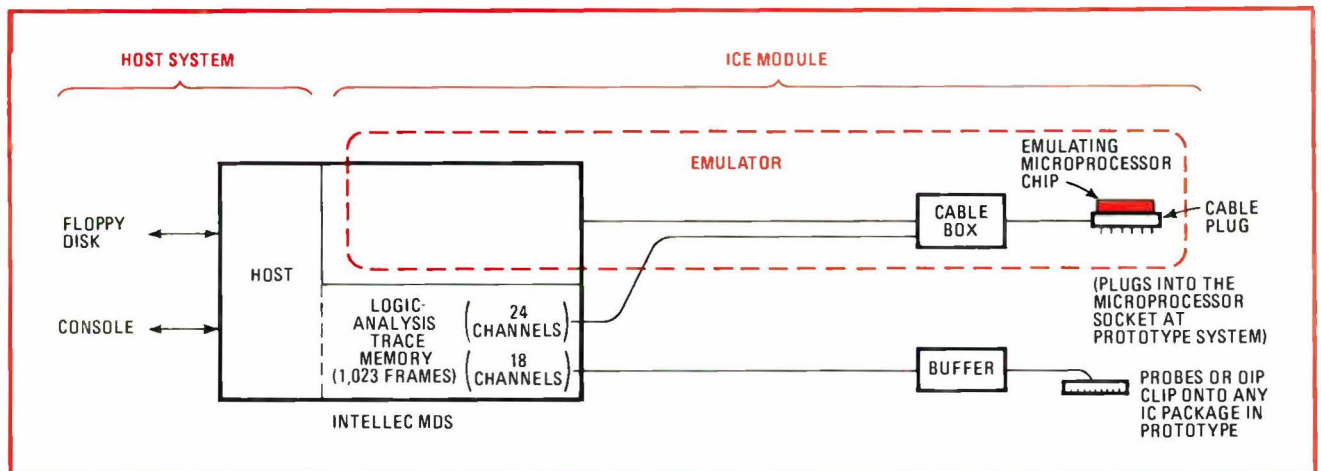 HOST SYSTEM
ICE MODULE
EMULATOR
EMULATING
MICROPROCESSOR
CHIP
CABLE
PLUG
CABLE
BOX
FLOPPY
DISK
HOST
CONSOLE
LOGIC-
ANALYSIS
TRACE
MEMORY
(1,023 FRAMES)
(24
CHANNELS)
(18
CHANNELS)
INTELLEC MDS
(PLUGS INTO THE
MICROPROCESSOR
SOCKET AT
PROTOTYPE SYSTEM)
BUFFER
PROBES OR DIP
CLIP ONTO ANY
IC PACKAGE IN
PROTOTYPE